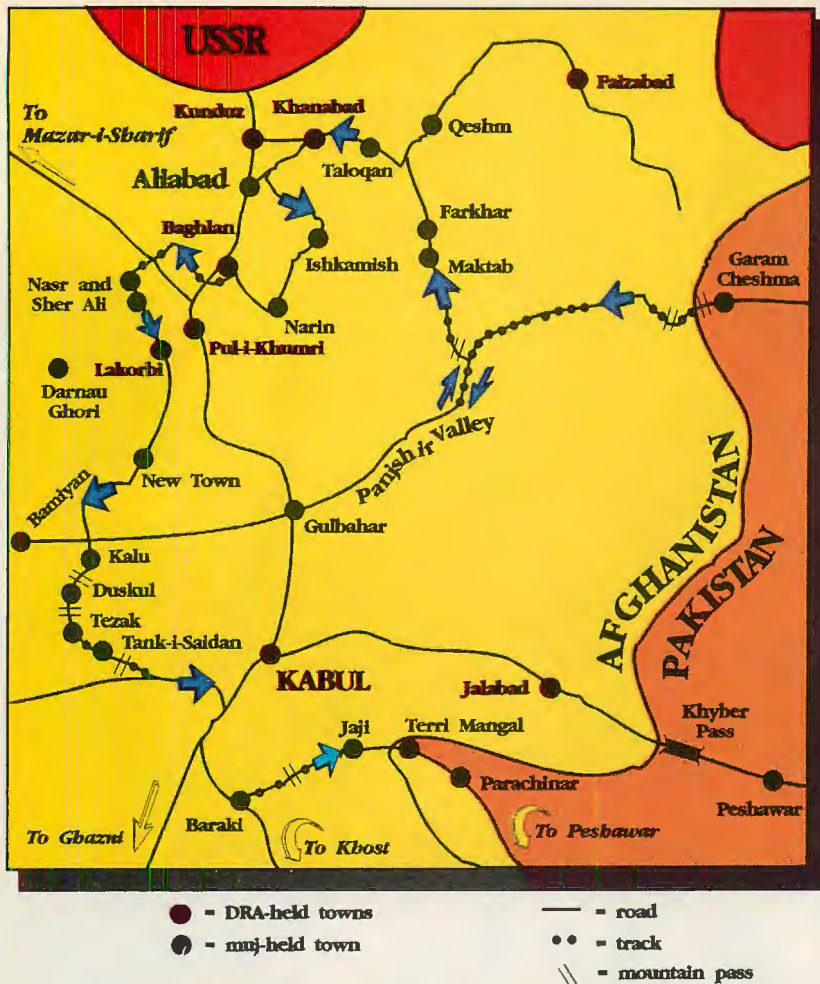 USSR
Faizabad
Kunduz
Khanabad
To
Mazar-i-Sharif
Qeshm
Taloqan
Aliabad
Farkhar
Baghlan
Ishkamish
Maktab
Garam
Cheshma
Nasr and
Sher Ali
Narin
Pul-i-Khumri
Lakorbi
Darnau
Ghori
Panjshir Valley
New Town
Bamiyan
Gulbahar
AFGHANISTAN
PAKISTAN
Kalu
Duskul
Tezak
Tank-i-Saidan
KABUL
Jalabad
Khyber
Pass
Jaji
Terri Mangal
Parachinar
Peshawar
Baraki
To Ghazni
To Khost
To Peshawar
= DRA-held towns
= muj-held town
= road
= track
= mountain pass